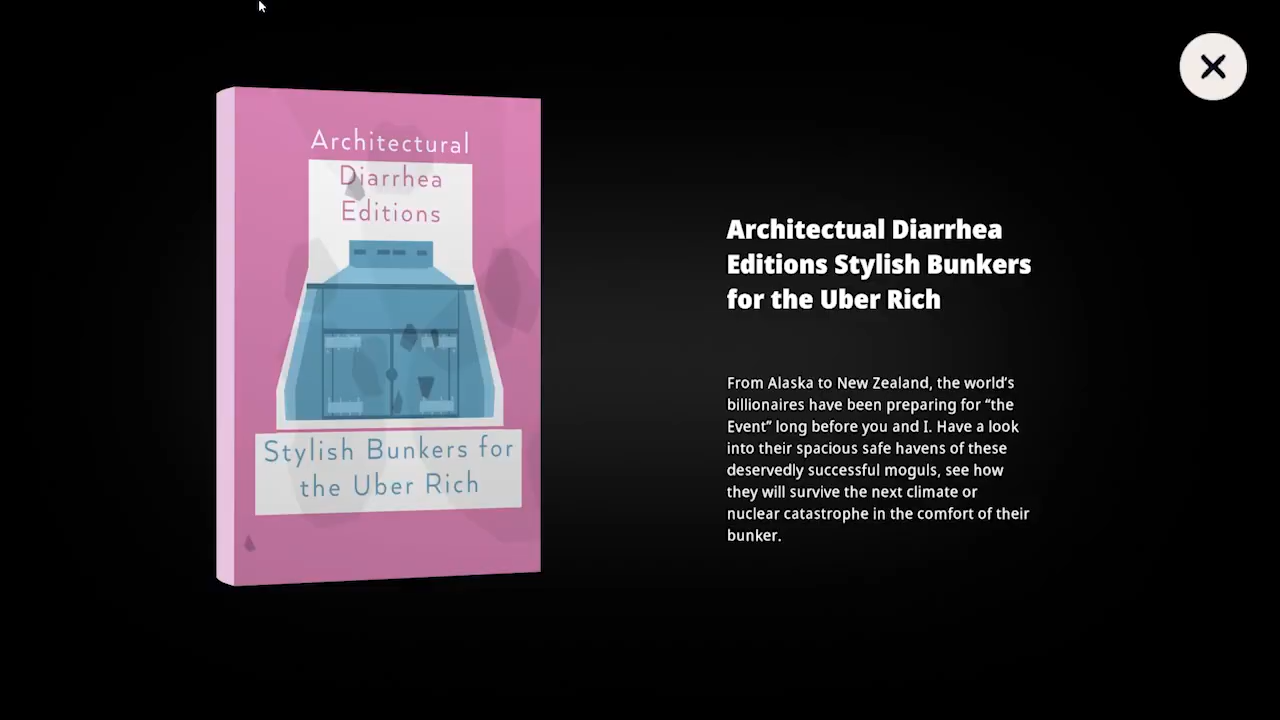 Architectural
Diarrhea
Editions
Stylish Bunkers for
the Uber Rich
Architectual Diarrhea
Editions Stylish Bunkers
for the Uber Rich
From Alaska to New Zealand, the world’s
billionaires have been preparing for “the
Event” long before you and I. Have a look
into their spacious safe havens of these
deservedly successful moguls, see how
they will survive the next climate or
nuclear catastrophe in the comfort of their
bunker.